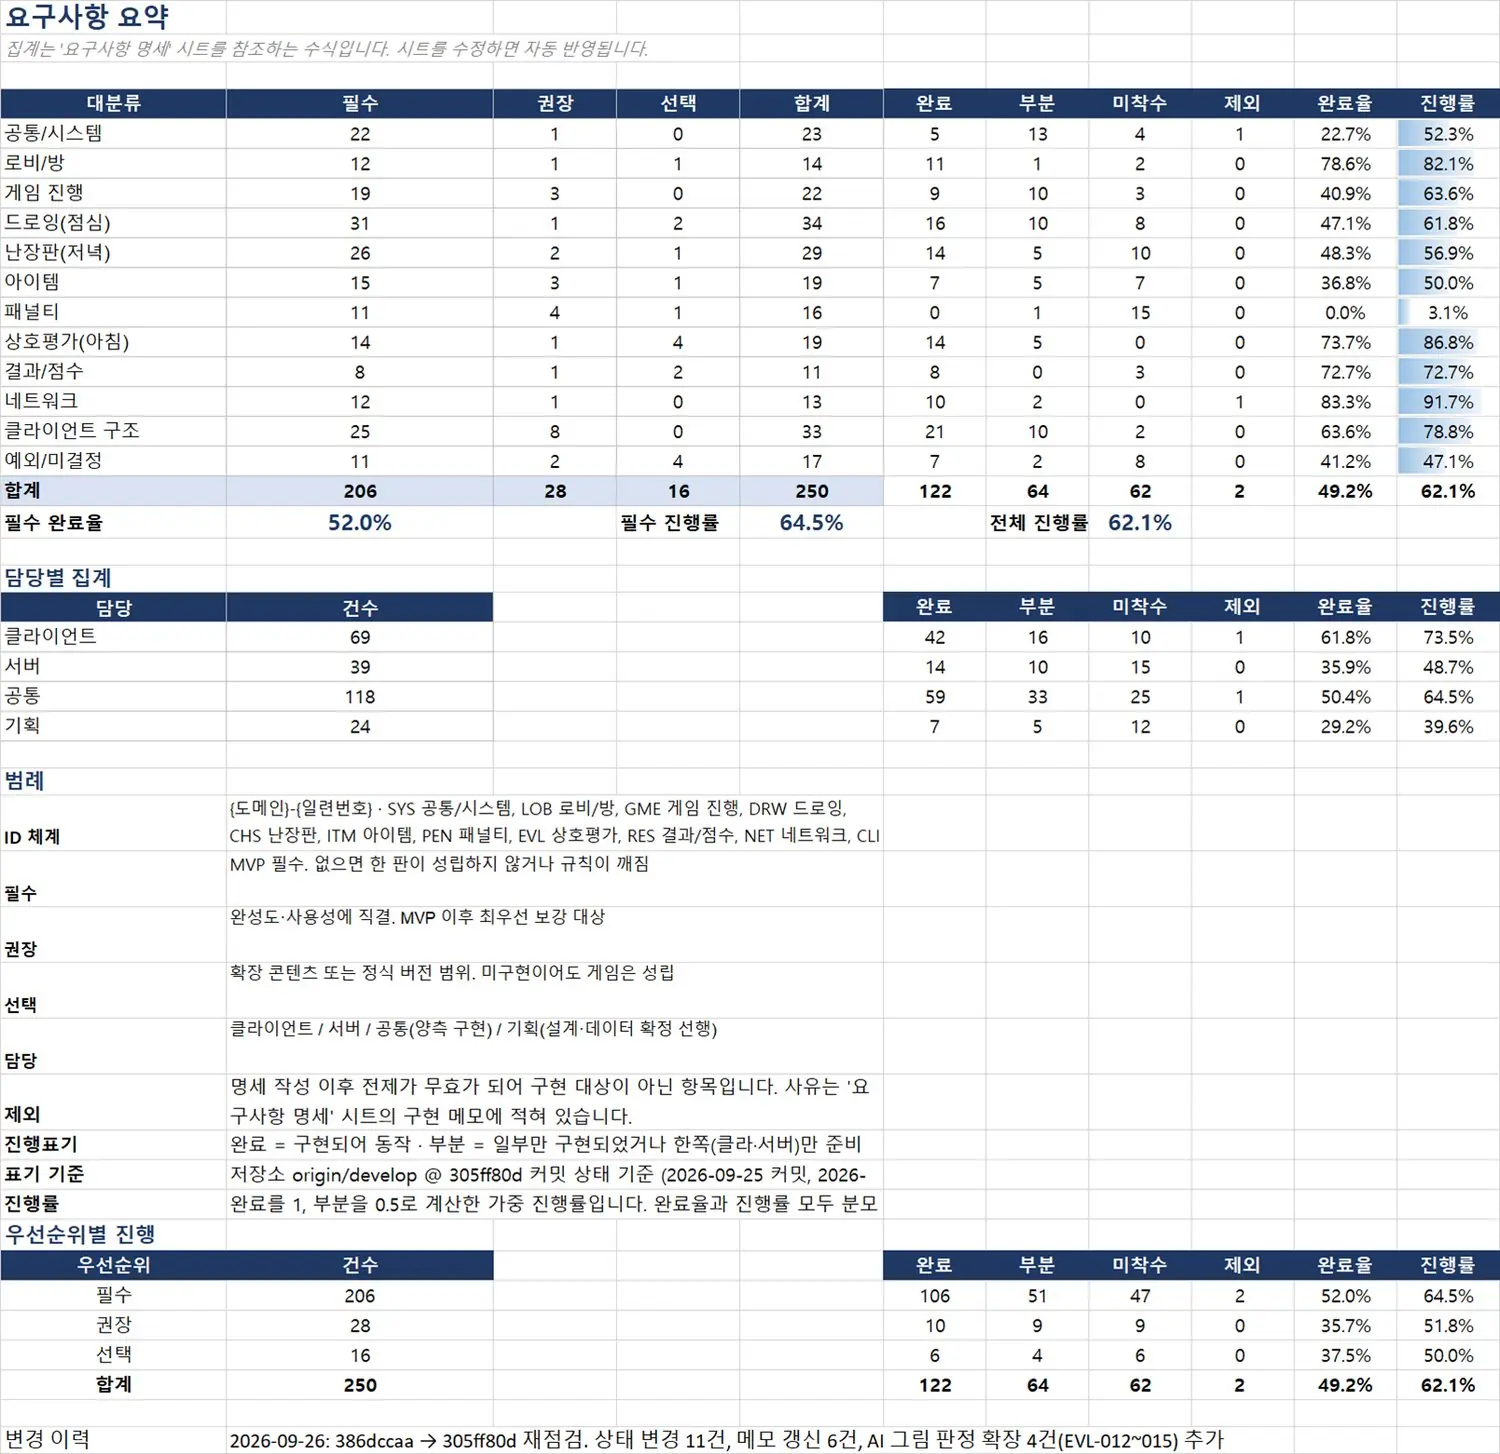 요구사항 요약
집계는 '요구사항 명세' 시트를 참조하는 수식입니다. 시트를 수정하면 자동 반영됩니다.
대분류 필수 권장 선택 합계 완료 부분 미착수 제외 완료율 진행률
공통/시스템 22 1 0 23 5 13 4 1 22.7% 52.3%
로비/방 12 1 1 14 11 1 2 0 78.6% 82.1%
게임 진행 19 3 0 22 9 10 3 0 40.9% 63.6%
드로잉(점심) 31 1 2 34 16 10 8 0 47.1% 61.8%
난장판(저녁) 26 2 1 29 14 5 10 0 48.3% 56.9%
아이템 15 3 1 19 7 5 7 0 36.8% 50.0%
패널티 11 4 1 16 0 1 15 0 0.0% 3.1%
상호평가(아침) 14 1 4 19 14 5 0 0 73.7% 86.8%
결과/점수 8 1 2 11 8 0 3 0 72.7% 72.7%
네트워크 12 1 0 13 10 2 0 1 83.3% 91.7%
클라이언트 구조 25 8 0 33 21 10 2 0 63.6% 78.8%
예외/미결정 11 2 4 17 7 2 8 0 41.2% 47.1%
합계 206 28 16 250 122 64 62 2 49.2% 62.1%
필수 완료율 52.0% 필수 진행률 64.5% 전체 진행률 62.1%
담당별 집계
담당 건수 완료 부분 미착수 제외 완료율 진행률
클라이언트 69 42 16 10 1 61.8% 73.5%
서버 39 14 10 15 0 35.9% 48.7%
공통 118 59 33 25 1 50.4% 64.5%
기획 24 7 5 12 0 29.2% 39.6%
범례
{도메인}-{일련번호} · SYS 공통/시스템, LOB 로비/방, GME 게임 진행, DRW 드로잉,
ID 체계 CHS 난장판, ITM 아이템, PEN 패널티, EVL 상호평가, RES 결과/점수, NET 네트워크, CLI
MVP 필수. 없으면 한 판이 성립하지 않거나 규칙이 깨짐
필수
완성도·사용성에 직결. MVP 이후 최우선 보강 대상
권장
확장 콘텐츠 또는 정식 버전 범위. 미구현이어도 게임은 성립
선택
클라이언트 / 서버 / 공통(양측 구현) / 기획(설계·데이터 확정 선행)
담당
명세 작성 이후 전제가 무효가 되어 구현 대상이 아닌 항목입니다. 사유는 '요
제외 구사항 명세' 시트의 구현 메모에 적혀 있습니다.
진행표기 완료 = 구현되어 동작 · 부분 = 일부만 구현되었거나 한쪽(클라·서버)만 준비
표기 기준 저장소 origin/develop @ 305ff80d 커밋 상태 기준 (2026-09-25 커밋, 2026-
진행률 완료를 1, 부분을 0.5로 계산한 가중 진행률입니다. 완료율과 진행률 모두 분모
우선순위별 진행
우선순위 건수 완료 부분 미착수 제외 완료율 진행률
필수 206 106 51 47 2 52.0% 64.5%
권장 28 10 9 9 0 35.7% 51.8%
선택 16 6 4 6 0 37.5% 50.0%
합계 250 122 64 62 2 49.2% 62.1%
변경 이력 2026-09-26: 386dccaa → 305ff80d 재점검. 상태 변경 11건, 메모 갱신 6건, AI 그림 판정 확장 4건(EVL-012~015) 추가